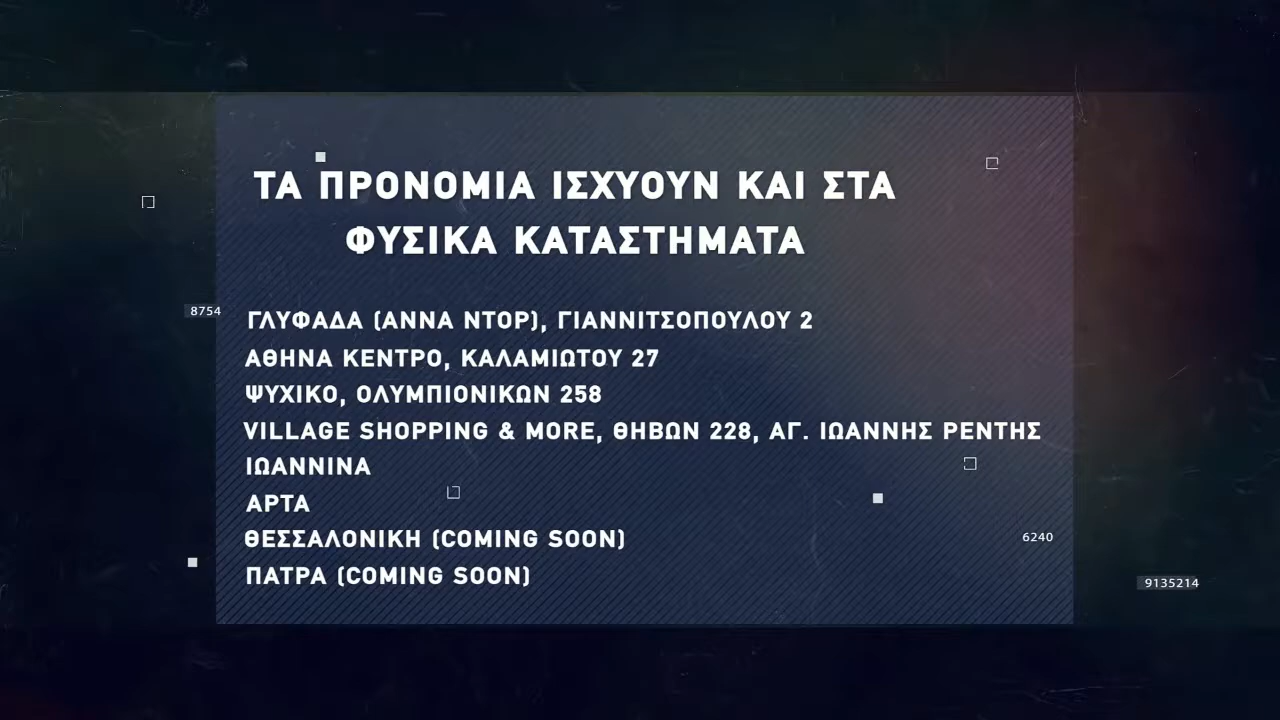 ΤΑ ΠΡΟΝΟΜΙΑ ΙΣΧΥΟΥΝ ΚΑΙ ΣΤΑ
ΦΥΣΙΚΑ ΚΑΤΑΣΤΗΜΑΤΑ
8754
ΓΛΥΦΑΔΑ (ΑΝΝΑ ΝΤΟΡ), ΓΙΑΝΝΙΤΣΟΠΟΥΛΟΥ 2
ΑΘΗΝΑ ΚΕΝΤΡΟ, ΚΑΛΑΜΙΩΤΟΥ 27
ΨΥΧΙΚΟ, ΟΛΥΜΠΙΟΝΙΚΩΝ 258
VILLAGE SHOPPING & MORE, ΘΗΒΩΝ 228, ΑΓ. ΙΩΑΝΝΗΣ ΡΕΝΤΗΣ
ΙΩΑΝΝΙΝΑ
ΑΡΤΑ
ΘΕΣΣΑΛΟΝΙΚΗ (COMING SOON)
6240
ΠΑΤΡΑ (COMING SOON)
9135214